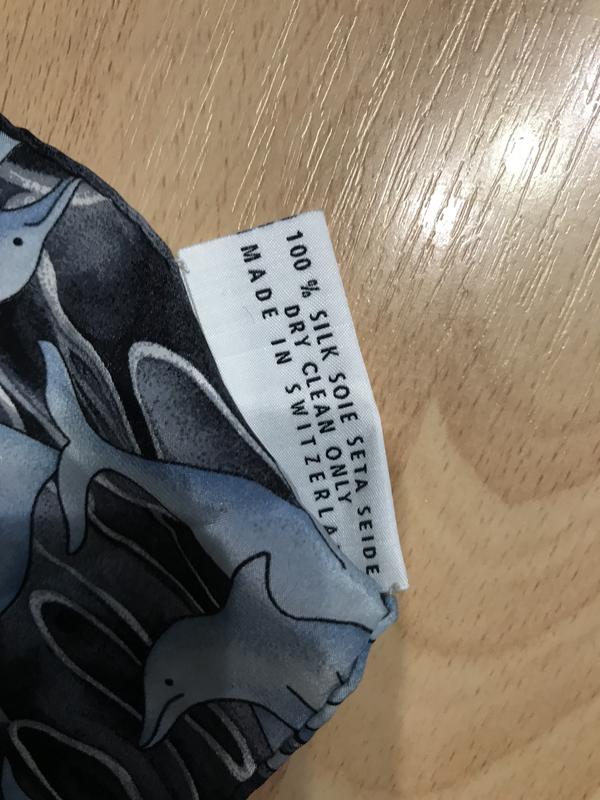 100 % SILK SOIE SETA SEIDE
DRY CLEAN ONLY
MADE IN SWITZERLA